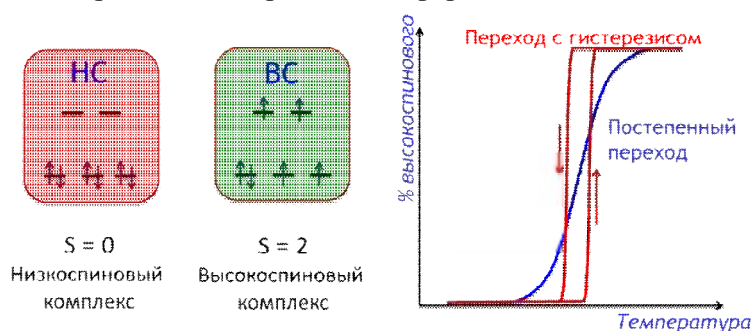 НС
S = 0
Низкоспиновый
комплекс
ВС
S = 2
Высокоспиновый
комплекс
% высокоспинового
Переход с гистерезисом
Постепенный
переход
Температура